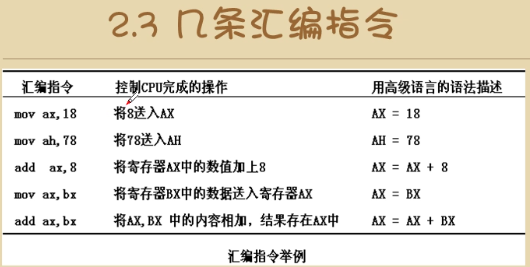 2.3 几条汇编指令
汇编指令 控制CPU完成的操作 用高级语言的语法描述
mov ax,18 将8送入AX AX = 18
mov ah,78 将78送入AH AH = 78
add ax,8 将寄存器AX中的数值加上8 AX = AX + 8
mov ax,bx 将寄存器BX中的数据送入寄存器AX AX = BX
add ax,bx 将AX,BX 中的内容相加，结果存在AX中 AX = AX + BX
汇编指令举例